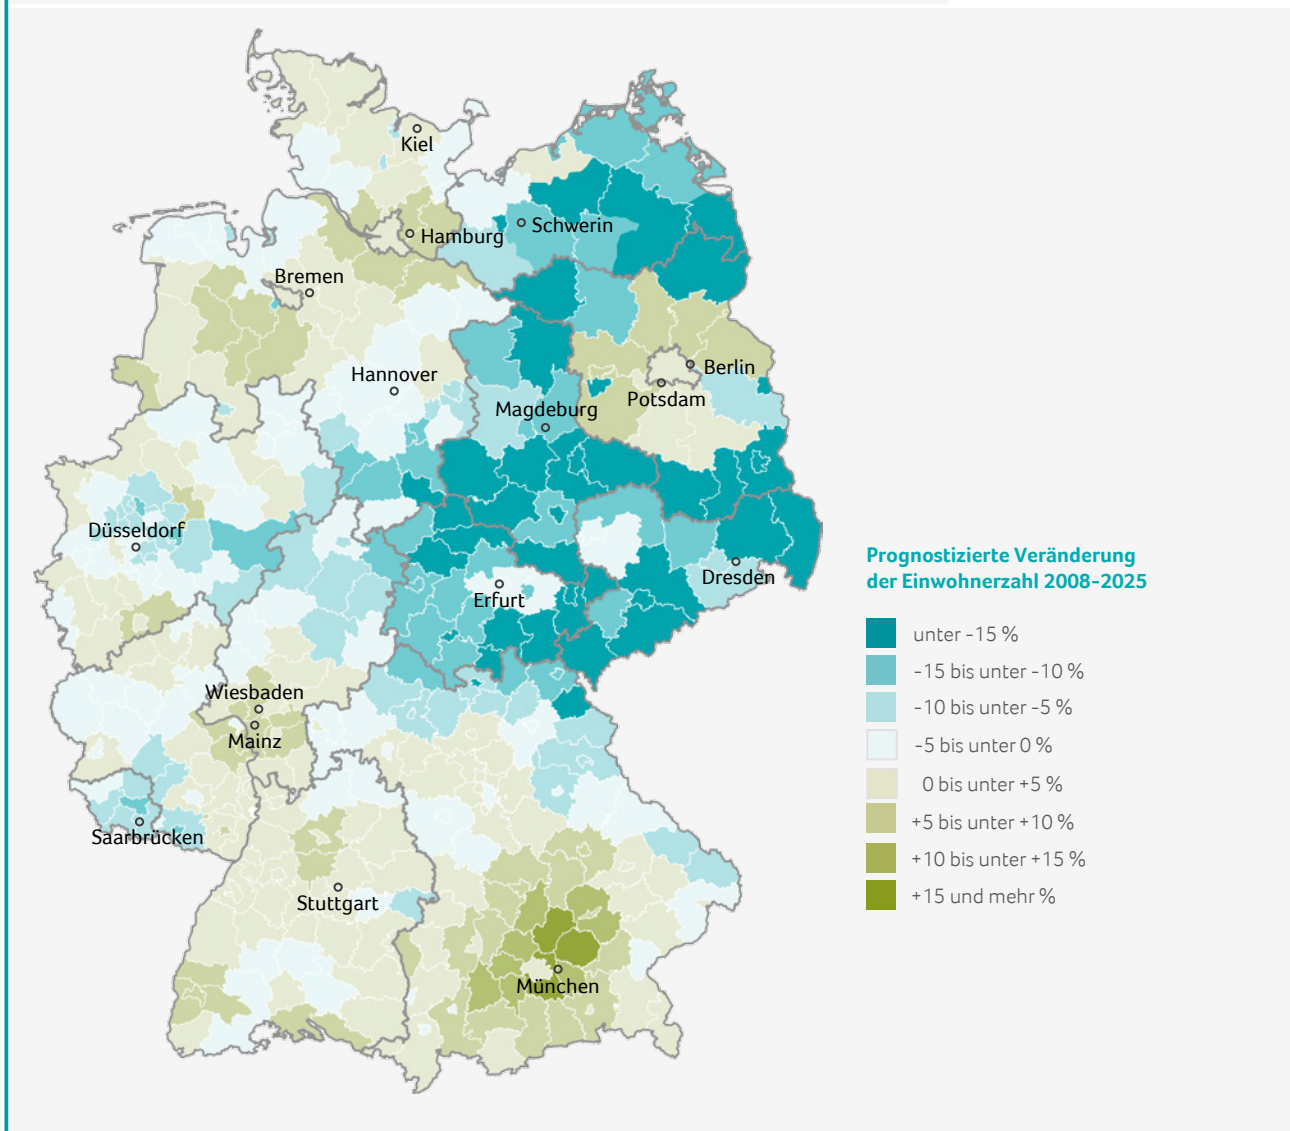 Kiel
Schwerin
Hamburg
Bremen
Berlin
Hannover
Potsdam
Magdeburg
Düsseldorf
Dresden
Erfurt
Wiesbaden
Mainz
Saarbrücken
Stuttgart
München
Prognostizierte Veränderung
der Einwohnerzahl 2008-2025
unter -15 %
-15 bis unter -10 %
-10 bis unter -5 %
-5 bis unter 0 %
0 bis unter +5 %
+5 bis unter +10 %
+10 bis unter +15 %
+15 und mehr %